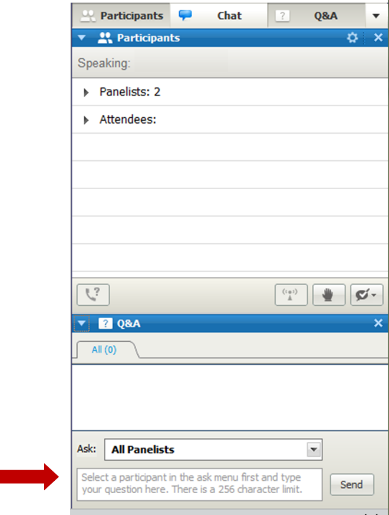 Participants Chat ? Q&A
Participants
Speaking:
Panelists: 2
Attendees:
?
? Q&A
All (0)
Ask: All Panelists
Select a participant in the ask menu first and type
your question here. There is a 256 character limit.
Send